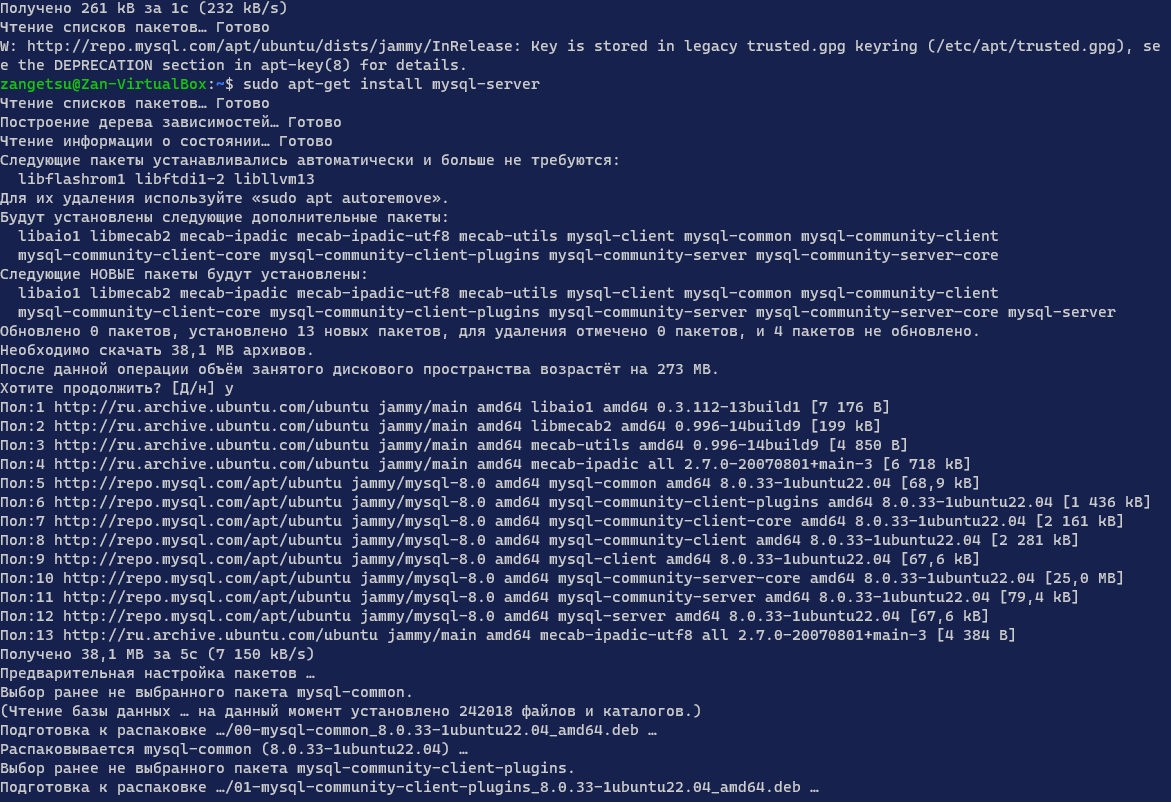 Получено 261 kB за 1с (232 kB/s)
Чтение списков пакетов… Готово
W: http://repo.mysql.com/apt/ubuntu/dists/jammy/InRelease: Key is stored in legacy trusted.gpg keyring (/etc/apt/trusted.gpg), se
e the DEPRECATION section in apt-key(8) for details.
zangetsu@Zan-VirtualBox:~$ sudo apt-get install mysql-server
Чтение списков пакетов… Готово
Построение дерева зависимостей… Готово
Чтение информации о состоянии… Готово
Следующие пакеты устанавливались автоматически и больше не требуются:
  libflashrom1 libftdi1-2 libllvm13
Для их удаления используйте «sudo apt autoremove».
Будут установлены следующие дополнительные пакеты:
  libaio1 libmecab2 mecab-ipadic mecab-ipadic-utf8 mecab-utils mysql-client mysql-common mysql-community-client
  mysql-community-client-core mysql-community-client-plugins mysql-community-server mysql-community-server-core
Следующие НОВЫЕ пакеты будут установлены:
  libaio1 libmecab2 mecab-ipadic mecab-ipadic-utf8 mecab-utils mysql-client mysql-common mysql-community-client
  mysql-community-client-core mysql-community-client-plugins mysql-community-server mysql-community-server-core mysql-server
Обновлено 0 пакетов, установлено 13 новых пакетов, для удаления отмечено 0 пакетов, и 4 пакетов не обновлено.
Необходимо скачать 38,1 MB архивов.
После данной операции объём занятого дискового пространства возрастёт на 273 MB.
Хотите продолжить? [Д/н] y
Пол:1 http://ru.archive.ubuntu.com/ubuntu jammy/main amd64 libaio1 amd64 0.3.112-13build1 [7 176 B]
Пол:2 http://ru.archive.ubuntu.com/ubuntu jammy/main amd64 libmecab2 amd64 0.996-14build9 [199 kB]
Пол:3 http://ru.archive.ubuntu.com/ubuntu jammy/main amd64 mecab-utils amd64 0.996-14build9 [4 850 B]
Пол:4 http://ru.archive.ubuntu.com/ubuntu jammy/main amd64 mecab-ipadic all 2.7.0-20070801+main-3 [6 718 kB]
Пол:5 http://repo.mysql.com/apt/ubuntu jammy/mysql-8.0 amd64 mysql-common amd64 8.0.33-1ubuntu22.04 [68,9 kB]
Пол:6 http://repo.mysql.com/apt/ubuntu jammy/mysql-8.0 amd64 mysql-community-client-plugins amd64 8.0.33-1ubuntu22.04 [1 436 kB]
Пол:7 http://repo.mysql.com/apt/ubuntu jammy/mysql-8.0 amd64 mysql-community-client-core amd64 8.0.33-1ubuntu22.04 [2 161 kB]
Пол:8 http://repo.mysql.com/apt/ubuntu jammy/mysql-8.0 amd64 mysql-community-client amd64 8.0.33-1ubuntu22.04 [2 281 kB]
Пол:9 http://repo.mysql.com/apt/ubuntu jammy/mysql-8.0 amd64 mysql-client amd64 8.0.33-1ubuntu22.04 [67,6 kB]
Пол:10 http://repo.mysql.com/apt/ubuntu jammy/mysql-8.0 amd64 mysql-community-server-core amd64 8.0.33-1ubuntu22.04 [25,0 MB]
Пол:11 http://repo.mysql.com/apt/ubuntu jammy/mysql-8.0 amd64 mysql-community-server amd64 8.0.33-1ubuntu22.04 [79,4 kB]
Пол:12 http://repo.mysql.com/apt/ubuntu jammy/mysql-8.0 amd64 mysql-server amd64 8.0.33-1ubuntu22.04 [67,6 kB]
Пол:13 http://ru.archive.ubuntu.com/ubuntu jammy/main amd64 mecab-ipadic-utf8 all 2.7.0-20070801+main-3 [4 384 B]
Получено 38,1 MB за 5с (7 150 kB/s)
Предварительная настройка пакетов …
Выбор ранее не выбранного пакета mysql-common.
(Чтение базы данных … на данный момент установлено 242018 файлов и каталогов.)
Подготовка к распаковке …/00-mysql-common_8.0.33-1ubuntu22.04_amd64.deb …
Распаковывается mysql-common (8.0.33-1ubuntu22.04) …
Выбор ранее не выбранного пакета mysql-community-client-plugins.
Подготовка к распаковке …/01-mysql-community-client-plugins_8.0.33-1ubuntu22.04_amd64.deb …